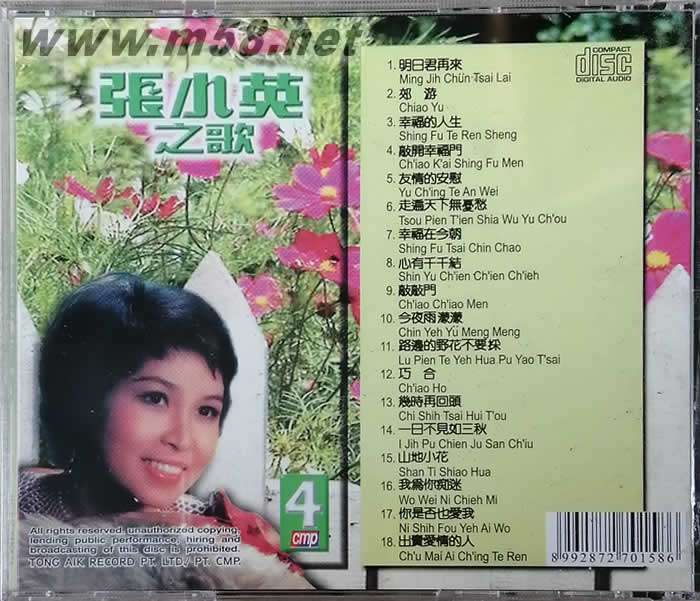 www.m58.net
張小英
之歌
COMPACT
disc
DIGITAL AUDIO
1. 明日君再來
Ming Jih Chün Tsai Lai
2. 郊 游
Chiao Yu
3. 幸福的人生
Shing Fu Te Ren Sheng
4. 敲開幸福門
Ch'iao K'ai Shing Fu Men
5. 友情的安慰
Yu Ch'ing Te An Wei
6. 走遍天下無憂愁
Tsou Pien T'ien Shia Wu Yu Ch'ou
7. 幸福在今朝
Shing Fu Tsai Chin Chao
8. 心有千千結
Shin Yu Ch'ien Ch'ien Ch'ieh
9. 敲敲門
Ch'iao Ch'iao Men
10. 今夜雨濛濛
Chin Yeh Yü Meng Meng
11. 路邊的野花不要採
Lu Pien Te Yeh Hua Pu Yao T'sai
12. 巧 合
Ch'iao Ho
13. 幾時再回頭
Chi Shih Tsai Hui T'ou
14. 一日不見如三秋
I Jih Pu Chien Ju San Ch'iu
15. 山地小花
Shan Ti Shiao Hua
16. 我爲你痴迷
Wo Wei Ni Chieh Mi
17. 你是否也愛我
Ni Shih Fou Yeh Ai Wo
18. 出賣愛情的人
Ch'u Mai Ai Ch'ing Te Ren
4
cmp
All rights reserved, unauthorized copying,
lending public performance, hiring and
broadcasting of this disc is prohibited.
TONG AIK RECORD PT. LTD./ PT. CMP.
8992872701586